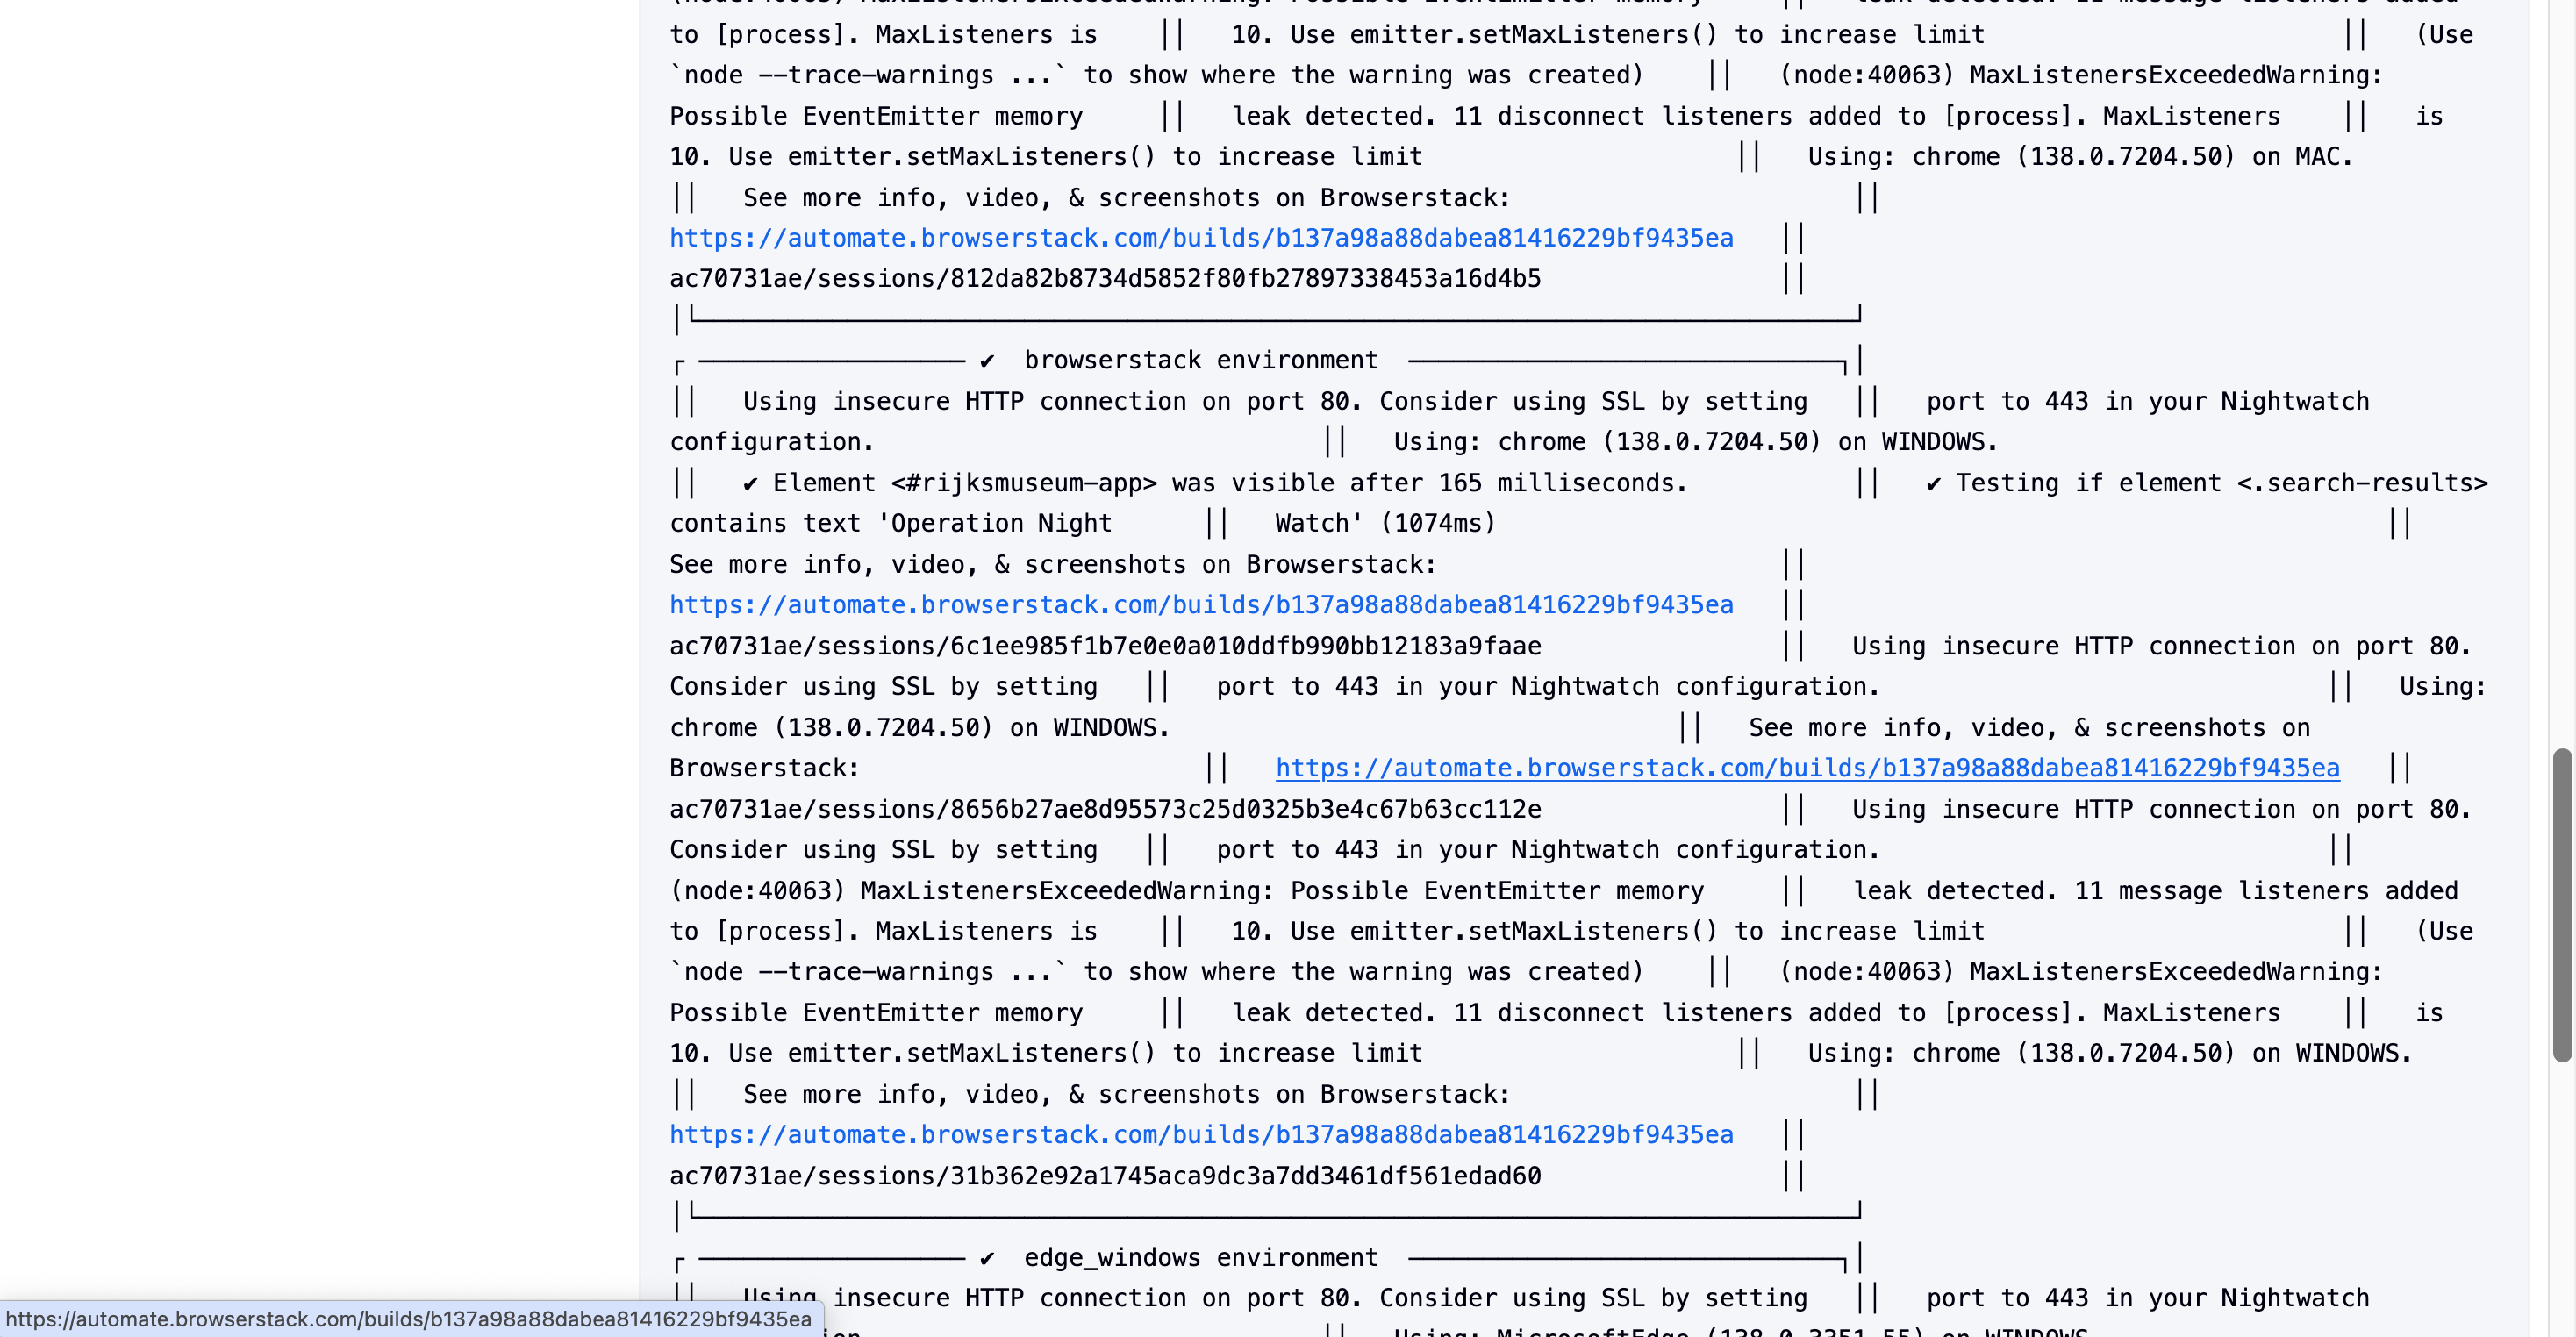 to [process]. MaxListeners is || 10. Use emitter.setMaxListeners() to increase limit || (Use
`node --trace-warnings ...` to show where the warning was created) || (node:40063) MaxListenersExceededWarning:
Possible EventEmitter memory || leak detected. 11 disconnect listeners added to [process]. MaxListeners || is
10. Use emitter.setMaxListeners() to increase limit || Using: chrome (138.0.7204.50) on MAC.
|| See more info, video, & screenshots on Browserstack: ||
https://automate.browserstack.com/builds/b137a98a88dabea81416229bf9435ea ||
ac70731ae/sessions/812da82b8734d5852f80fb27897338453a16d4b5 ||
|└──────────────────────────────────────────────────────────────────────────────┘
┌ ────────────────── ✔ browserstack environment ─────────────────────────────┐|
|| Using insecure HTTP connection on port 80. Consider using SSL by setting || port to 443 in your Nightwatch
configuration. || Using: chrome (138.0.7204.50) on WINDOWS.
|| ✔ Element <#rijksmuseum-app> was visible after 165 milliseconds. || ✔ Testing if element <.search-results>
contains text 'Operation Night || Watch' (1074ms) ||
See more info, video, & screenshots on Browserstack: ||
https://automate.browserstack.com/builds/b137a98a88dabea81416229bf9435ea ||
ac70731ae/sessions/6c1ee985f1b7e0e0a010ddfb990bb12183a9faae || Using insecure HTTP connection on port 80.
Consider using SSL by setting || port to 443 in your Nightwatch configuration. || Using:
chrome (138.0.7204.50) on WINDOWS. || See more info, video, & screenshots on
Browserstack: || https://automate.browserstack.com/builds/b137a98a88dabea81416229bf9435ea ||
ac70731ae/sessions/8656b27ae8d95573c25d0325b3e4c67b63cc112e || Using insecure HTTP connection on port 80.
Consider using SSL by setting || port to 443 in your Nightwatch configuration. ||
(node:40063) MaxListenersExceededWarning: Possible EventEmitter memory || leak detected. 11 message listeners added
to [process]. MaxListeners is || 10. Use emitter.setMaxListeners() to increase limit || (Use
`node --trace-warnings ...` to show where the warning was created) || (node:40063) MaxListenersExceededWarning:
Possible EventEmitter memory || leak detected. 11 disconnect listeners added to [process]. MaxListeners || is
10. Use emitter.setMaxListeners() to increase limit || Using: chrome (138.0.7204.50) on WINDOWS.
|| See more info, video, & screenshots on Browserstack: ||
https://automate.browserstack.com/builds/b137a98a88dabea81416229bf9435ea ||
ac70731ae/sessions/31b362e92a1745aca9dc3a7dd3461df561edad60 ||
|└──────────────────────────────────────────────────────────────────────────────┘
┌ ────────────────── ✔ edge_windows environment ─────────────────────────────┐|
|| Using insecure HTTP connection on port 80. Consider using SSL by setting || port to 443 in your Nightwatch
https://automate.browserstack.com/builds/b137a98a88dabea81416229bf9435ea